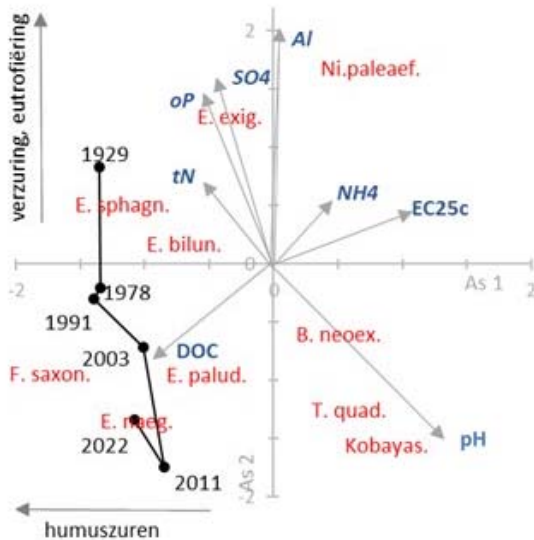 verzuring, eutrofiëring
2
Al
SO4
Ni.paleaef.
oP
E. exig.
1929
tN
NH4
E. sphagn.
EC25c
E. bilun.
-2
0
0
As 1
2
1978
1991
B. neoex.
2003
DOC
F. saxon.
E. palud.
T. quad.
E. naeg.
2022
Kobayas.
pH
As 2
2011
-2
humuszuren